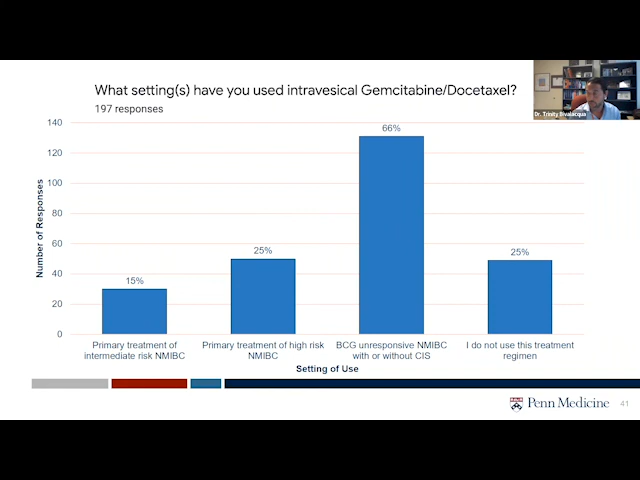 What setting(s) have you used intravesical Gemcitabine/Docetaxel?
197 responses
Dr. Trinity Bivalacqua
140
120
100
80
60
40
20
0
Number of Responses
15%
25%
66%
25%
Primary treatment of
intermediate risk NMIBC
Primary treatment of high risk
NMIBC
BCG unresponsive NMIBC
with or without CIS
I do not use this treatment
regimen
Setting of Use
Penn Medicine
41